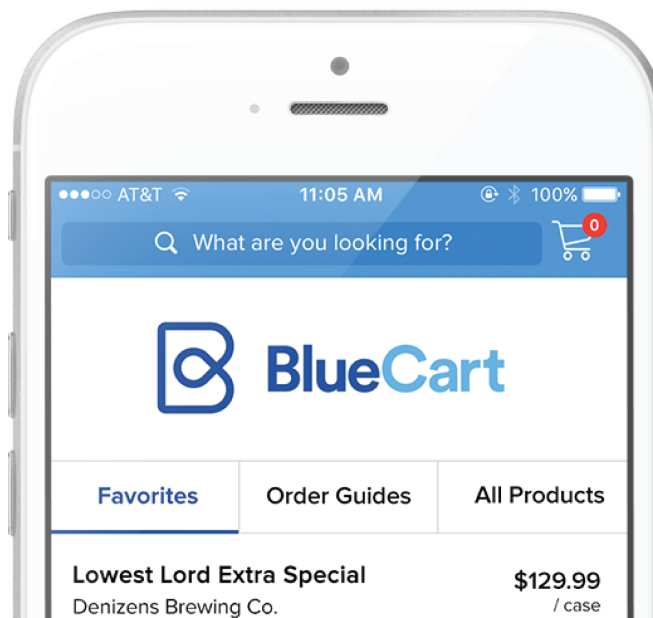 AT&T 11:05 AM 100%
What are you looking for? 0
BlueCart
Favorites Order Guides All Products
Lowest Lord Extra Special $129.99
Denizens Brewing Co. / case